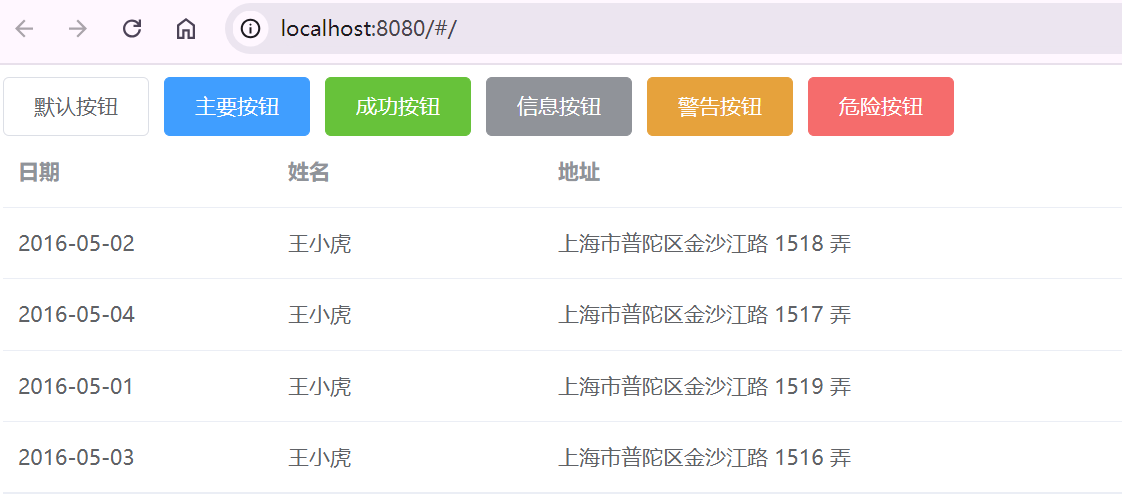 localhost:8080/#/
默认按钮 主要按钮 成功按钮 信息按钮 警告按钮 危险按钮
日期 姓名 地址
2016-05-02 王小虎 上海市普陀区金沙江路 1518 弄
2016-05-04 王小虎 上海市普陀区金沙江路 1517 弄
2016-05-01 王小虎 上海市普陀区金沙江路 1519 弄
2016-05-03 王小虎 上海市普陀区金沙江路 1516 弄